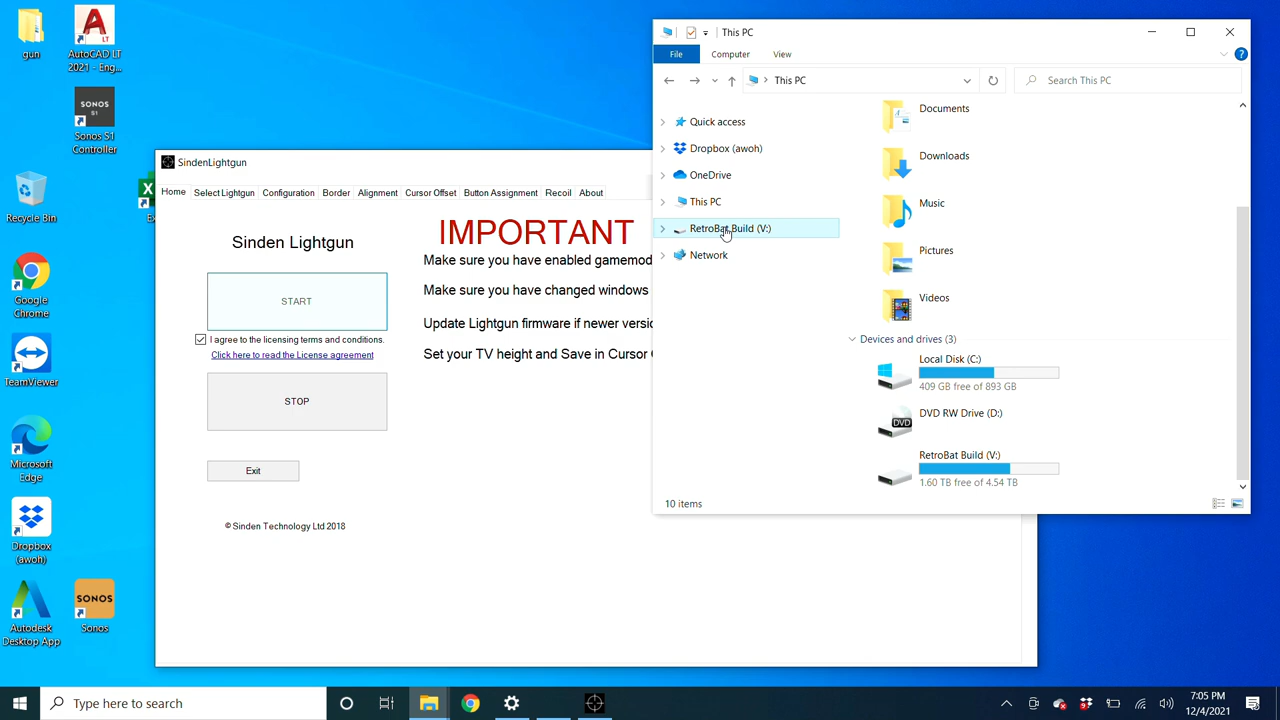 gun
AutoCAD LT
2021 - Eng...
SONOS
S1
Sonos S1
Controller
Recycle Bin
Google
Chrome
TeamViewer
Microsoft
Edge
Dropbox
(awoh)
Autodesk
Desktop App
SONOS
Sonos
SindenLightgun
Home
Select Lightgun
Configuration
Border
Alignment
Cursor Offset
Button Assignment
Recoil
About
Sinden Lightgun
START
I agree to the licensing terms and conditions.
Click here to read the License agreement
STOP
Exit
© Sinden Technology Ltd 2018
IMPORTANT
Make sure you have enabled gamemod
Make sure you have changed windows
Update Lightgun firmware if newer versi
Set your TV height and Save in Cursor
This PC
File
Computer
View
This PC
Search This PC
Quick access
Dropbox (awoh)
OneDrive
This PC
RetroBat Build (V:)
Network
Documents
Downloads
Music
Pictures
Videos
Devices and drives (3)
Local Disk (C:)
409 GB free of 893 GB
DVD
DVD RW Drive (D:)
RetroBat Build (V:)
1.60 TB free of 4.54 TB
10 items
Type here to search
7:05 PM
12/4/2021